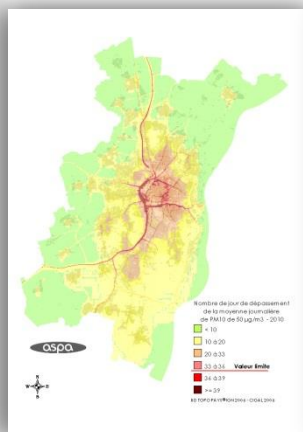 Nombre de jour de dépassement
de la moyenne journalière
de PM10 de 50 µg/m3 - 2010
< 10
10 à 20
20 à 33
33 à 34 Valeur limite
34 à 39
>= 39
aspa
N
W E
S